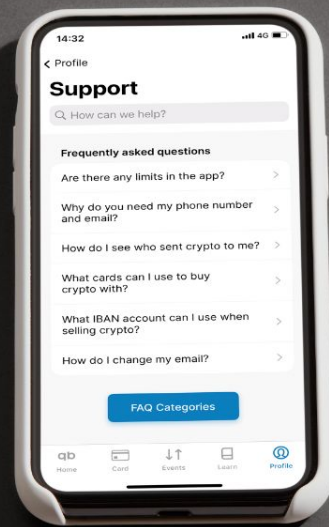 14:32
4G
Profile
Support
How can we help?
Frequently asked questions
Are there any limits in the app?
Why do you need my phone number
and email?
How do I see who sent crypto to me?
What cards can I use to buy
crypto with?
What IBAN account can I use when
selling crypto?
How do I change my email?
FAQ Categories
qb
Home
Card
Events
Learn
Profile